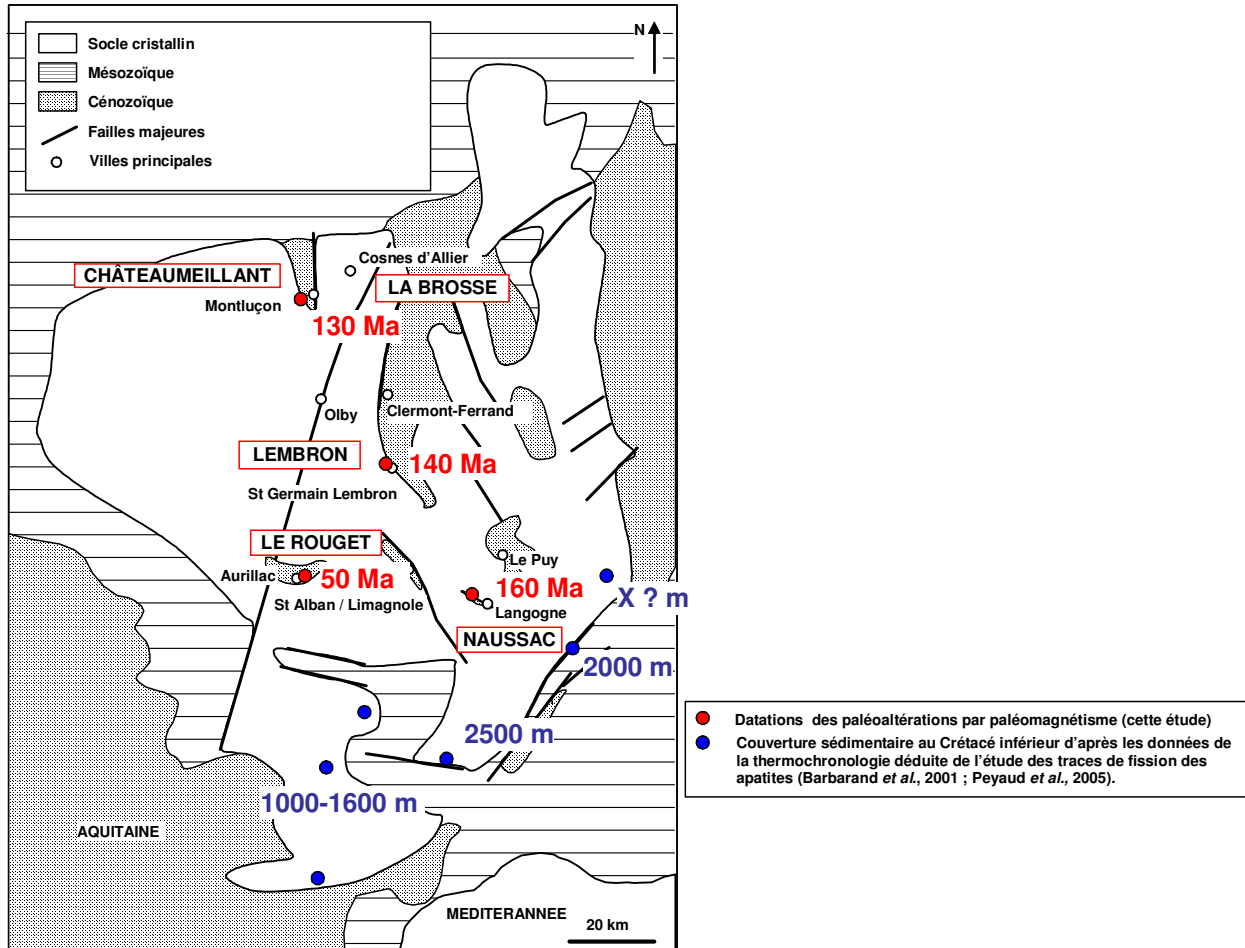 Socle cristallin
Mésozoïque
Cénozoïque
Failles majeures
Villes principales
N
CHÂTEAUMEILLANT
Cosnes d'Allier
LA BROSSE
Montluçon
130 Ma
Olby
Clermont-Ferrand
LEMBRON
140 Ma
St Germain Lembron
LE ROUGET
Le Puy
Aurillac
50 Ma
160 Ma
X ? m
St Alban / Limagnole
Langogne
NAUSSAC
2000 m
2500 m
1000-1600 m
AQUITAINE
MEDITERANNEE
20 km
Datations des paléoaltérations par paléomagnétisme (cette étude)
Couverture sédimentaire au Crétacé inférieur d'après les données de
la thermochronologie déduite de l'étude des traces de fission des
apatites (Barbarand et al., 2001 ; Peyaud et al., 2005).